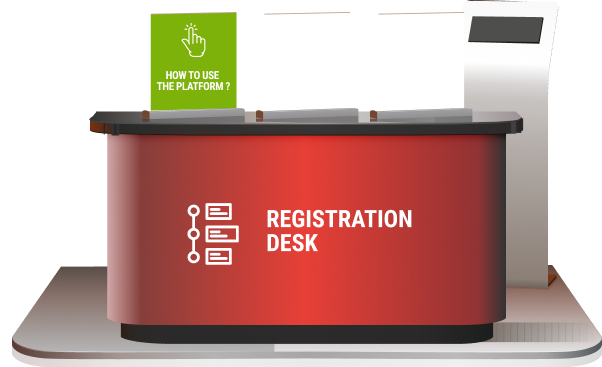 HOW TO USE
THE PLATFORM ?
REGISTRATION
DESK